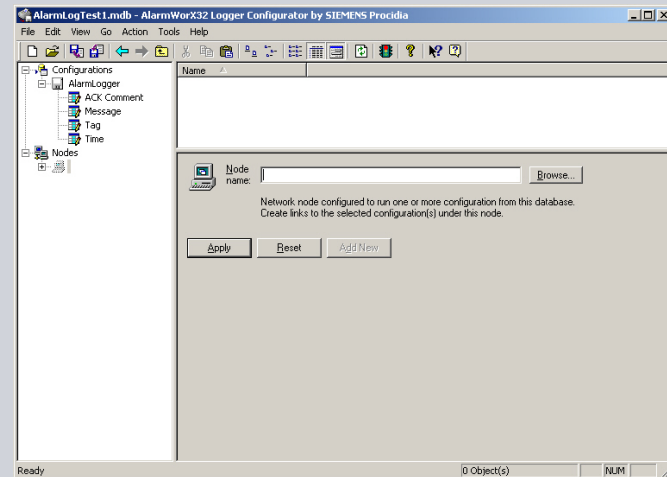 AlarmLogTest1.mdb - AlarmWorX32 Logger Configurator by SIEMENS Procidia
File Edit View Go Action Tools Help
Configurations
AlarmLogger
ACK Comment
Message
Tag
Time
Nodes
Name
Node name:
Browse...
Network node configured to run one or more configuration from this database.
Create links to the selected configuration(s) under this node.
Apply Reset Add New
Ready 0 Object(s) NUM